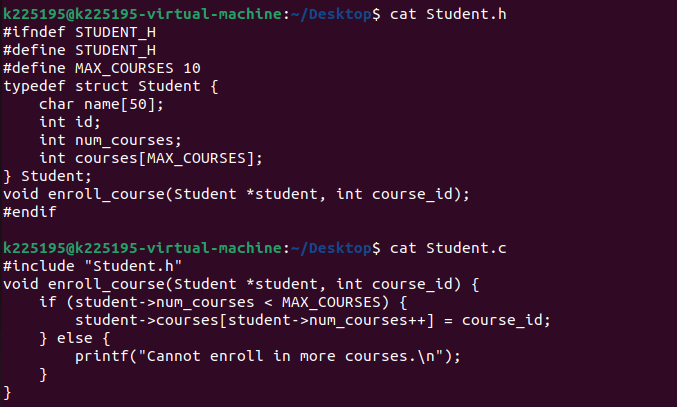 k225195@k225195-virtual-machine:~/Desktop$ cat Student.h
#ifndef STUDENT_H
#define STUDENT_H
#define MAX_COURSES 10
typedef struct Student {
    char name[50];
    int id;
    int num_courses;
    int courses[MAX_COURSES];
} Student;
void enroll_course(Student *student, int course_id);
#endif

k225195@k225195-virtual-machine:~/Desktop$ cat Student.c
#include "Student.h"
void enroll_course(Student *student, int course_id) {
    if (student->num_courses < MAX_COURSES) {
        student->courses[student->num_courses++] = course_id;
    } else {
        printf("Cannot enroll in more courses.\n");
    }
}